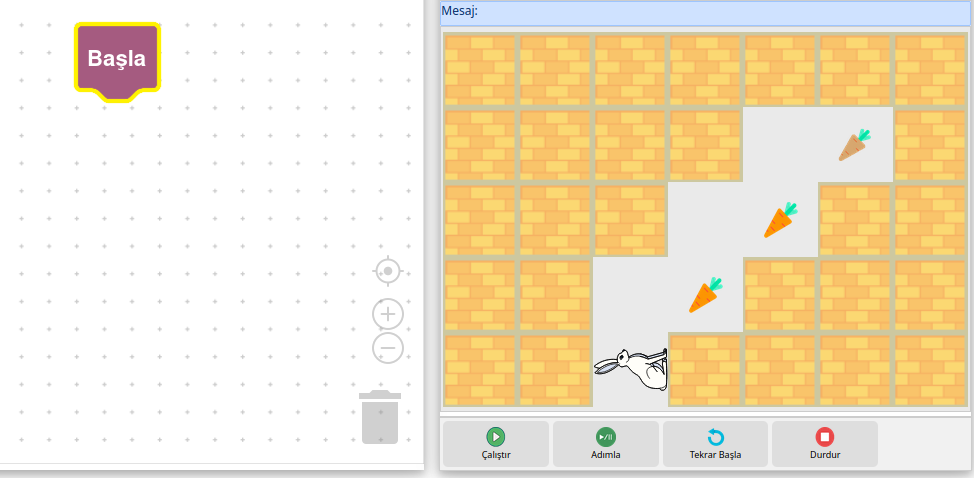 Mesaj:
Başla
Çalıştır
Adımla
Tekrar Başla
Durdur